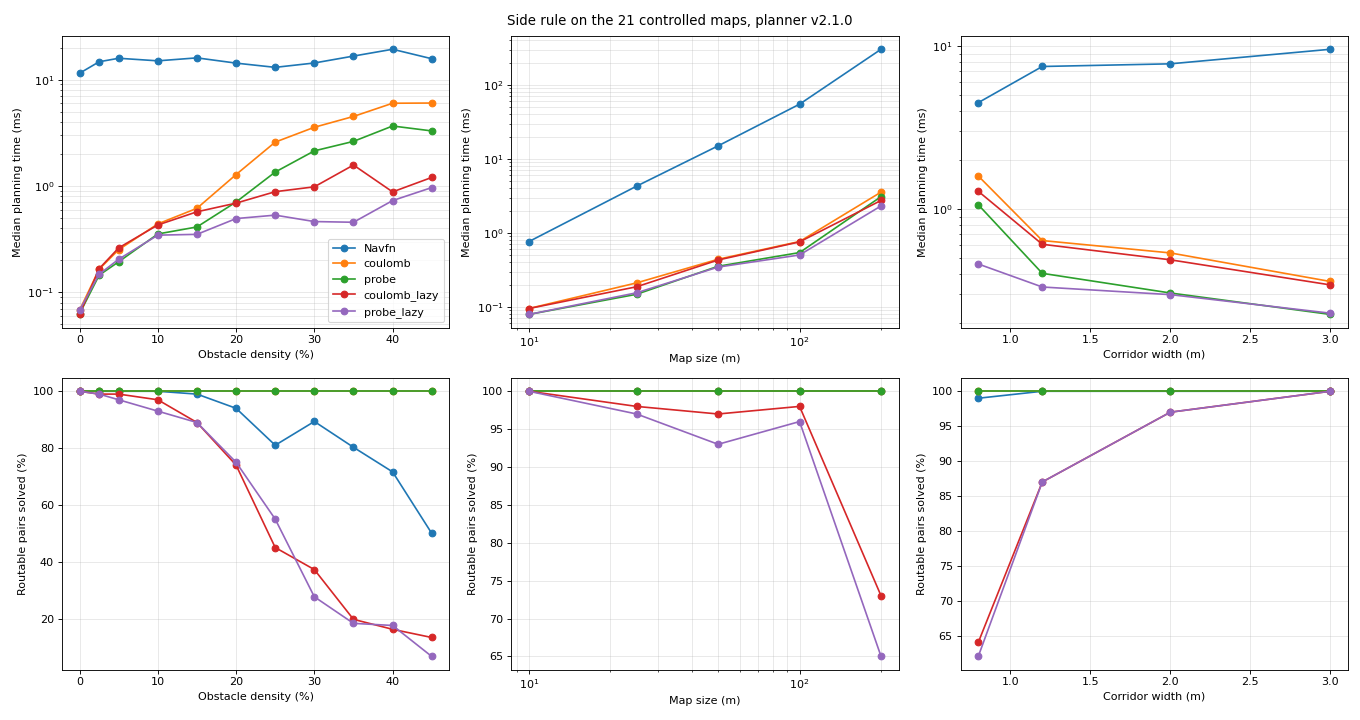 Side rule on the 21 controlled maps, planner v2.1.0
Median planning time (ms)
10¹
10⁰
10⁻¹
0 10 20 30 40
Obstacle density (%)
Navfn
coulomb
probe
coulomb_lazy
probe_lazy
Median planning time (ms)
10²
10¹
10⁰
10⁻¹
10¹ 10²
Map size (m)
Median planning time (ms)
10¹
10⁰
1.0 1.5 2.0 2.5 3.0
Corridor width (m)
Routable pairs solved (%)
100
80
60
40
20
0 10 20 30 40
Obstacle density (%)
Routable pairs solved (%)
100
95
90
85
80
75
70
65
10¹ 10²
Map size (m)
Routable pairs solved (%)
100
95
90
85
80
75
70
65
1.0 1.5 2.0 2.5 3.0
Corridor width (m)